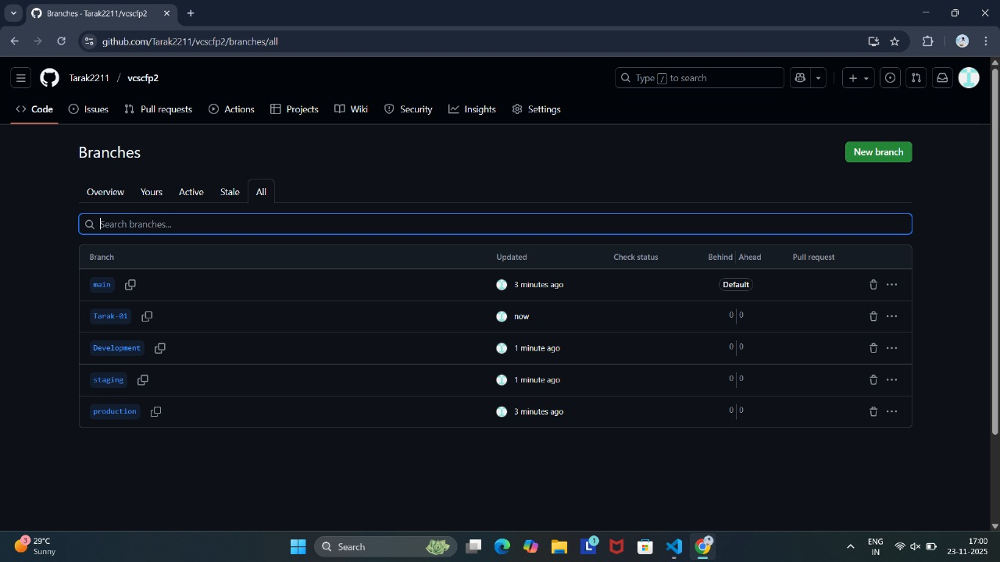 Branches · Tarak2211/vcscfp2
github.com/Tarak2211/vcscfp2/branches/all
Tarak2211 / vcscfp2
Type / to search
Code Issues Pull requests Actions Projects Wiki Security Insights Settings
Branches
New branch
Overview Yours Active Stale All
Search branches...
Branch Updated Check status Behind Ahead Pull request
main 3 minutes ago Default
Tarak-01 now 0 0
Development 1 minute ago 0 0
staging 1 minute ago 0 0
production 3 minutes ago 0 0
3 29°C
Sunny
Search
L 1
ENG
IN
17:00
23-11-2025